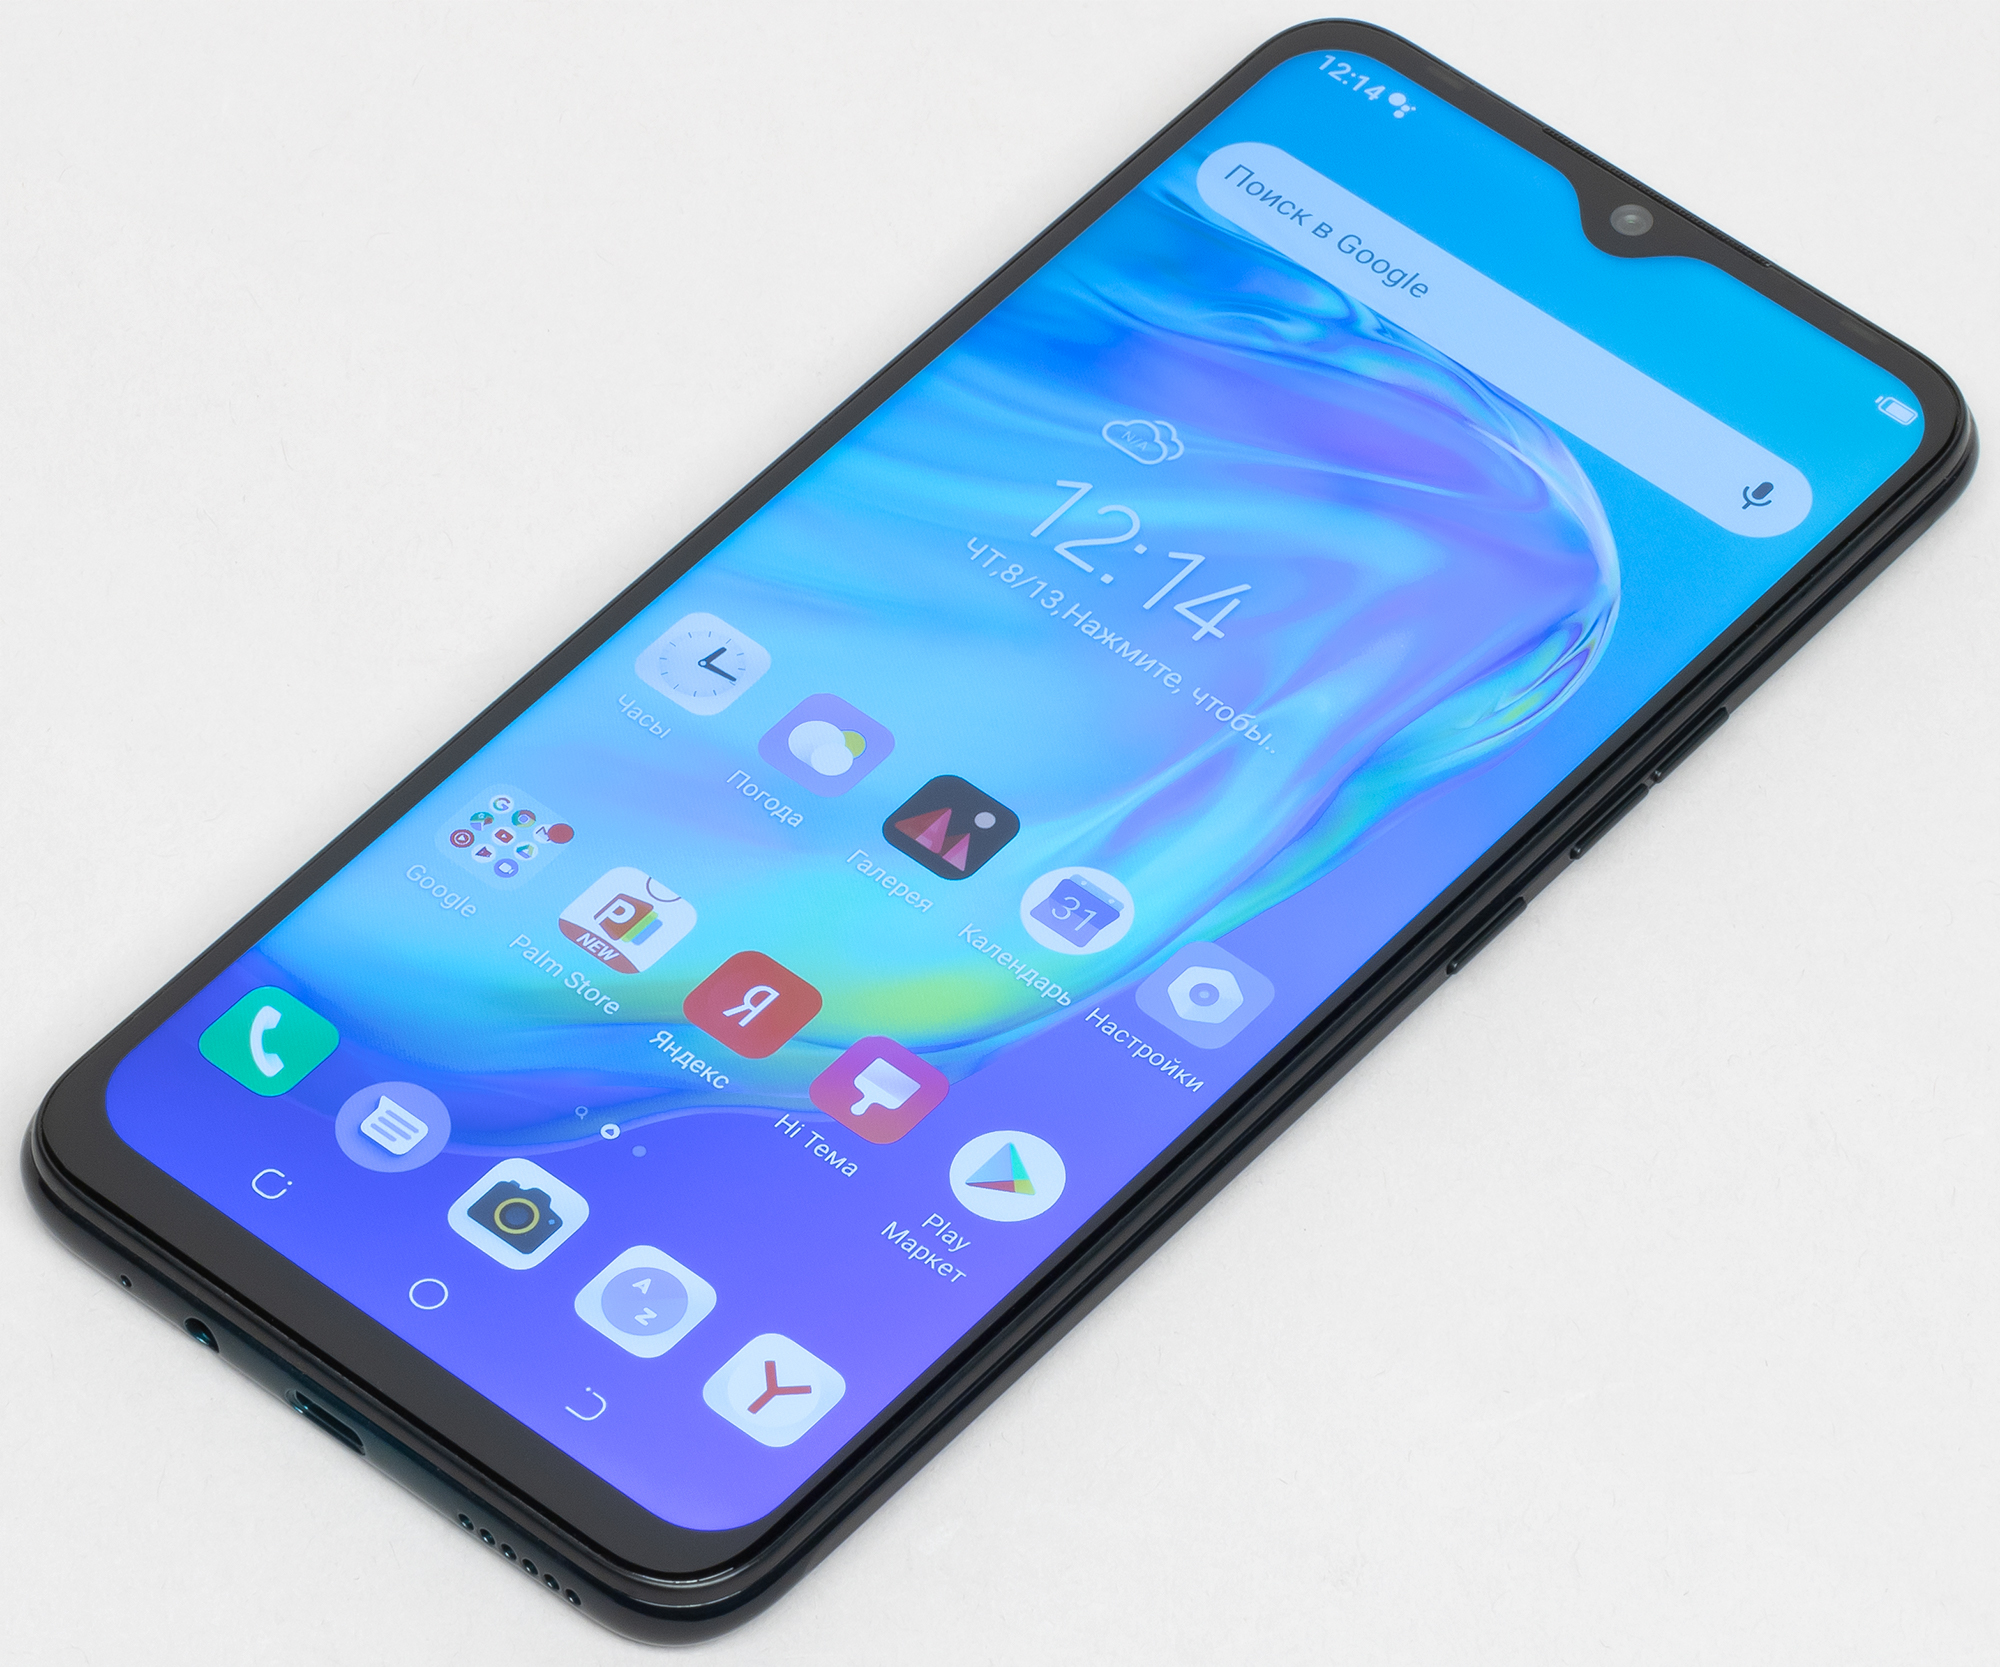 12:14
Поиск в Google
N/A
12:14
ЧТ,8/13,Нажмите, чтобы..
Часы
Погода
Галерея
31
Календарь
Настройки
Google
P
NEW
Palm Store
Я
Яндекс
Hi Тема
Play
Маркет
A
Z
Y